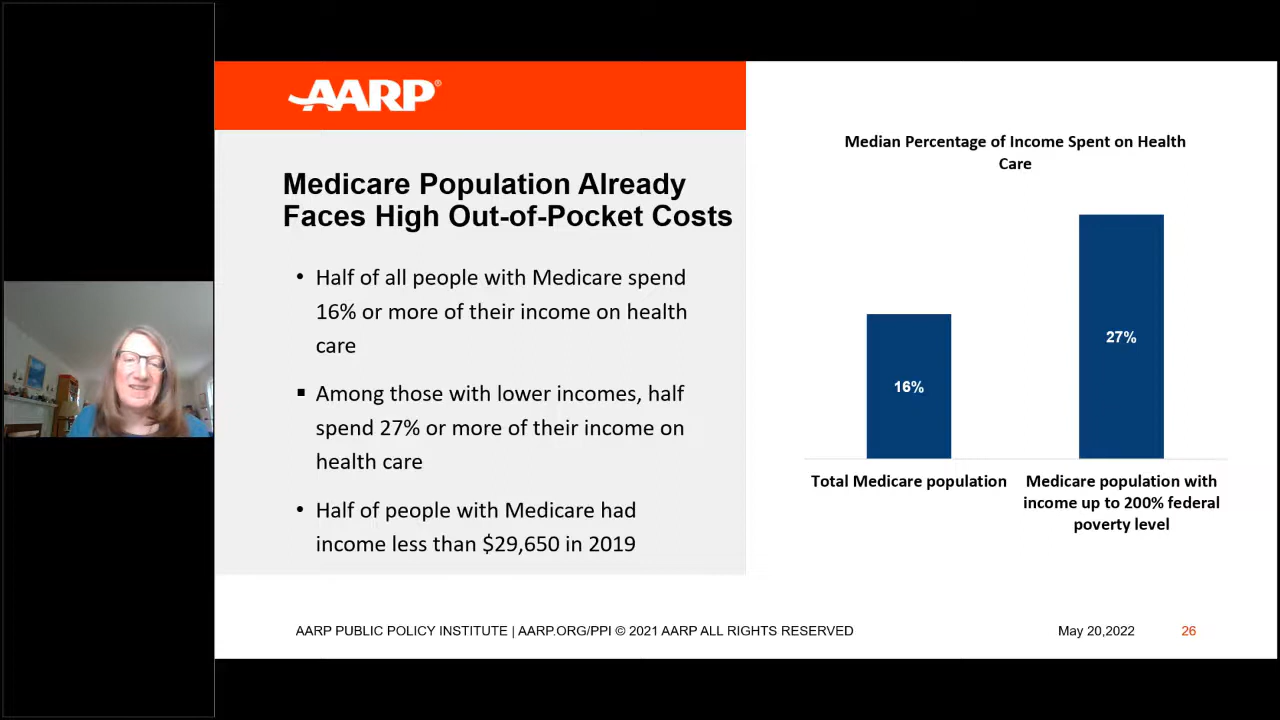 AARP®
Medicare Population Already
Faces High Out-of-Pocket Costs
• Half of all people with Medicare spend
16% or more of their income on health
care
▪ Among those with lower incomes, half
spend 27% or more of their income on
health care
• Half of people with Medicare had
income less than $29,650 in 2019
Median Percentage of Income Spent on Health
Care
16%
27%
Total Medicare population
Medicare population with
income up to 200% federal
poverty level
AARP PUBLIC POLICY INSTITUTE | AARP.ORG/PPI © 2021 AARP ALL RIGHTS RESERVED
May 20,2022
26